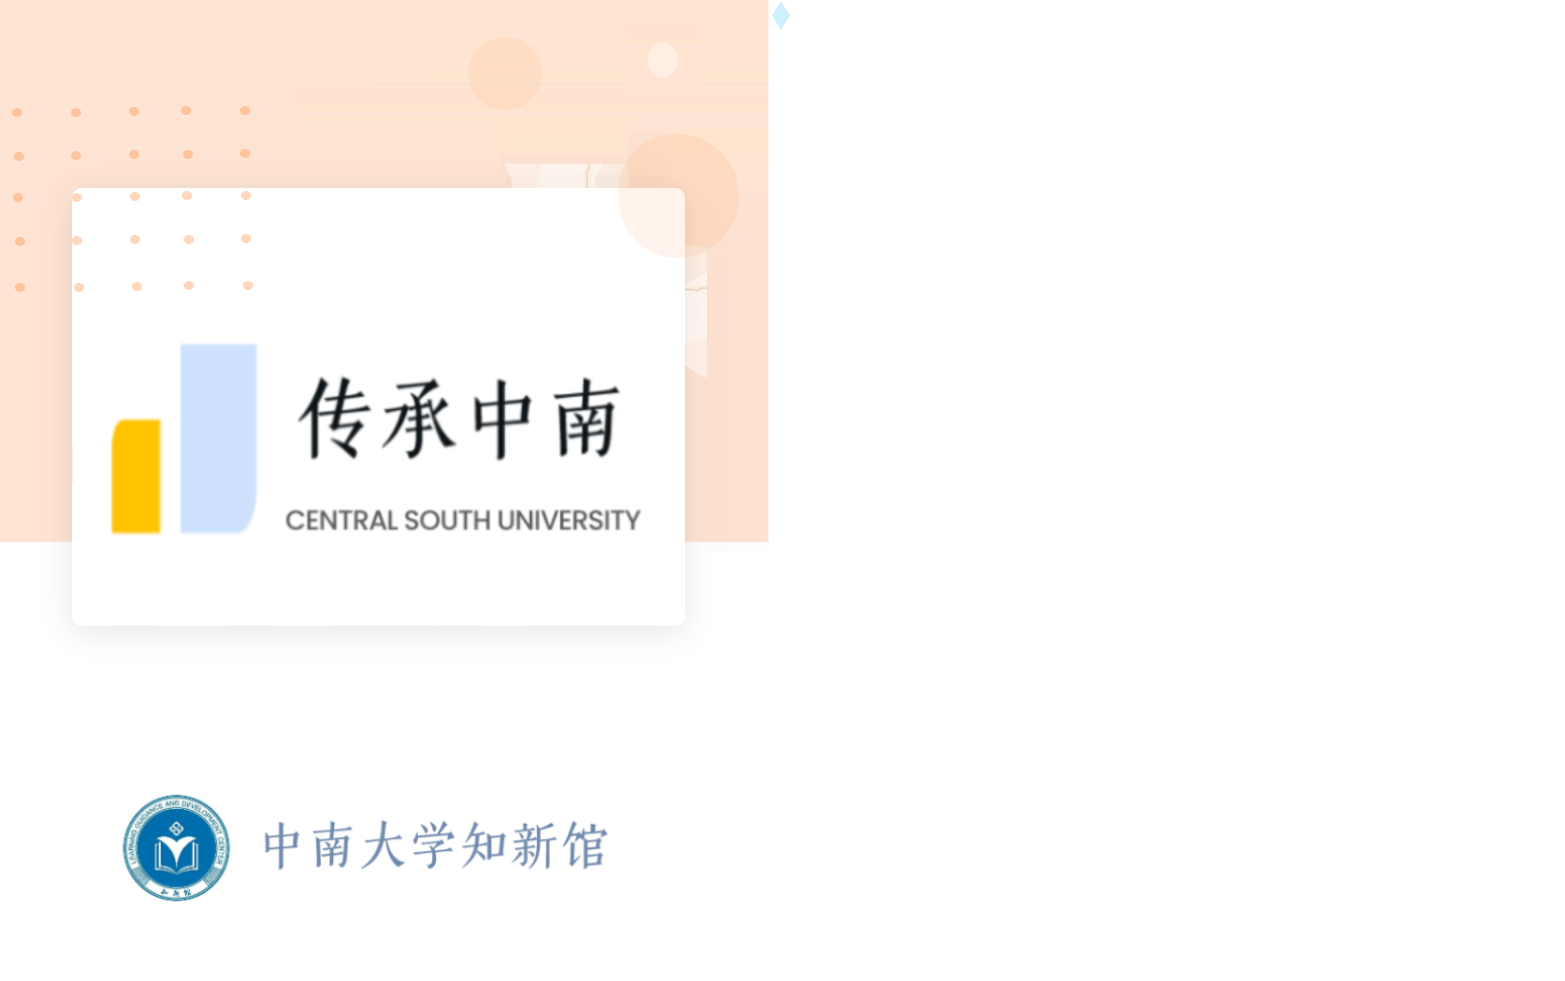 传承中南
CENTRAL SOUTH UNIVERSITY
LEARNING GUIDANCE AND DEVELOPMENT CENTER
知新馆
中南大学知新馆